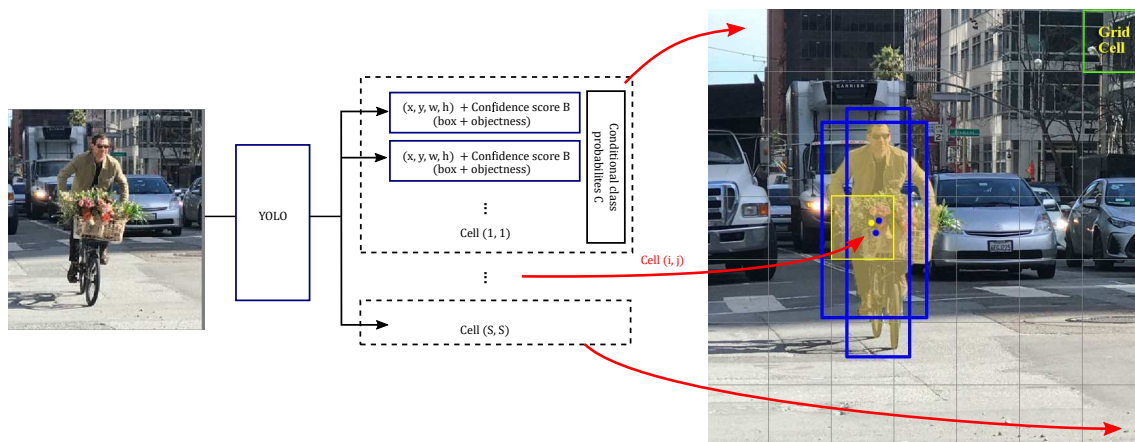 (x, y, w, h) + Confidence score B
(box + objectness)
(x, y, w, h) + Confidence score B
(box + objectness)
⋮
Cell (1, 1)
Conditional class
probabilites C
YOLO
⋮
Cell (i, j)
Cell (S, S)
Grid
Cell
CARRIER